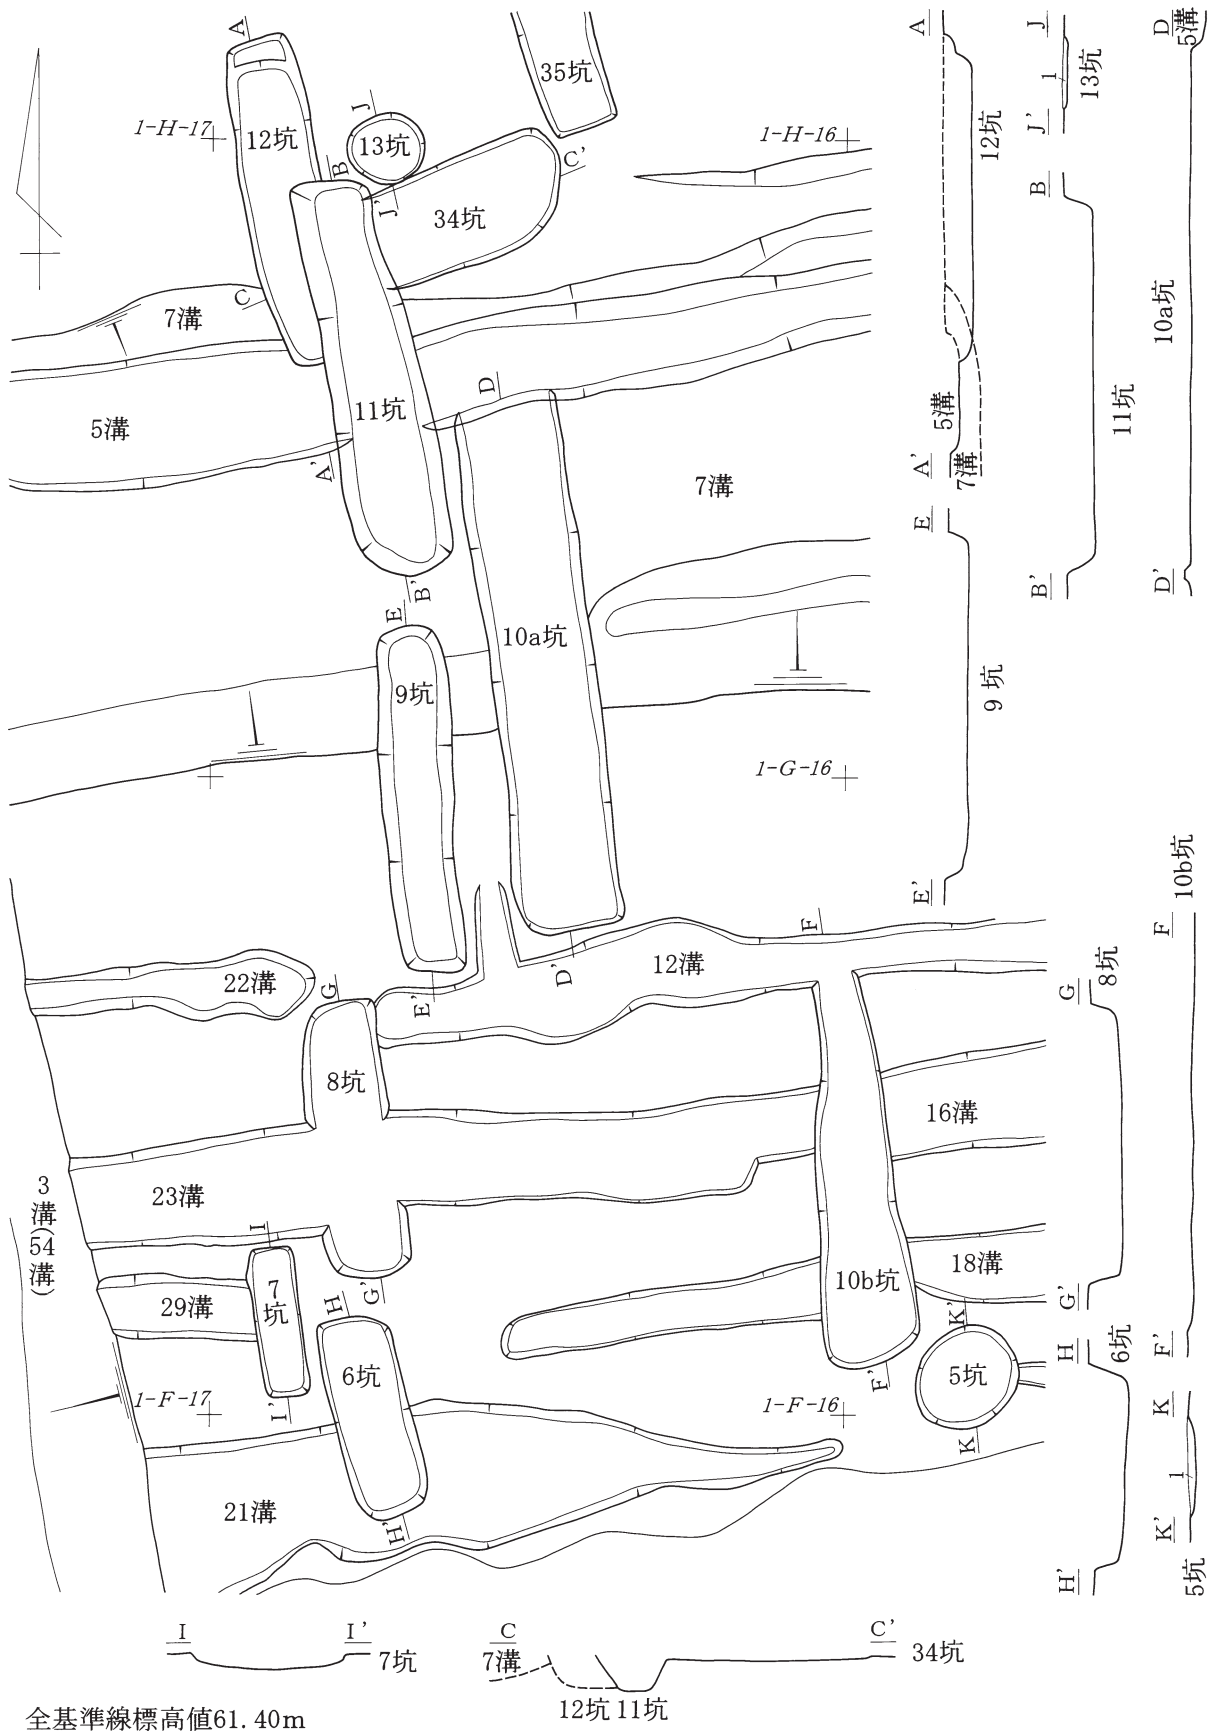 A
35坑
J
1-H-17
12坑
13坑
1-H-16
B
C'
J'
34坑
C
7溝
D
11坑
5溝
A'
7溝
B'
E
10a坑
9坑
1-G-16
F
12溝
D'
22溝
G
E'
8坑
16溝
3溝(54溝)
23溝
I
18溝
10b坑
7坑
29溝
G'
H
K'
6坑
5坑
F'
1-F-17
1-F-16
I'
K
21溝
H'
A
12坑
5溝
A'
7溝
E
9坑
E'
J
1
13坑
J'
B
11坑
B'
D
5溝
10a坑
D'
10b坑
F
F'
G
8坑
G'
H
6坑
H'
K
1
K'
5坑
I
I'
7坑
C
7溝
12坑
11坑
C'
34坑
全基準線標高値61.40m